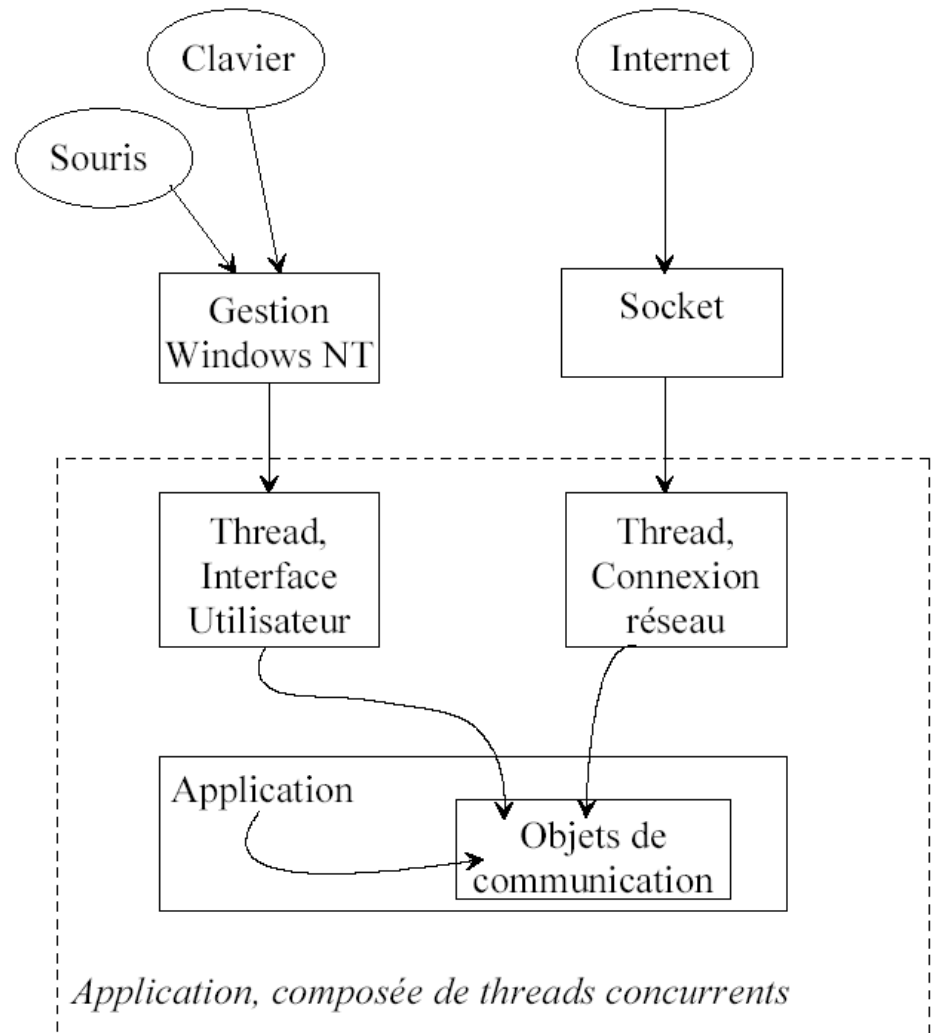 Clavier
Internet
Souris
Gestion
Windows NT
Socket
Thread,
Interface
Utilisateur
Thread,
Connexion
réseau
Application
Objets de
communication
Application, composée de threads concurrents